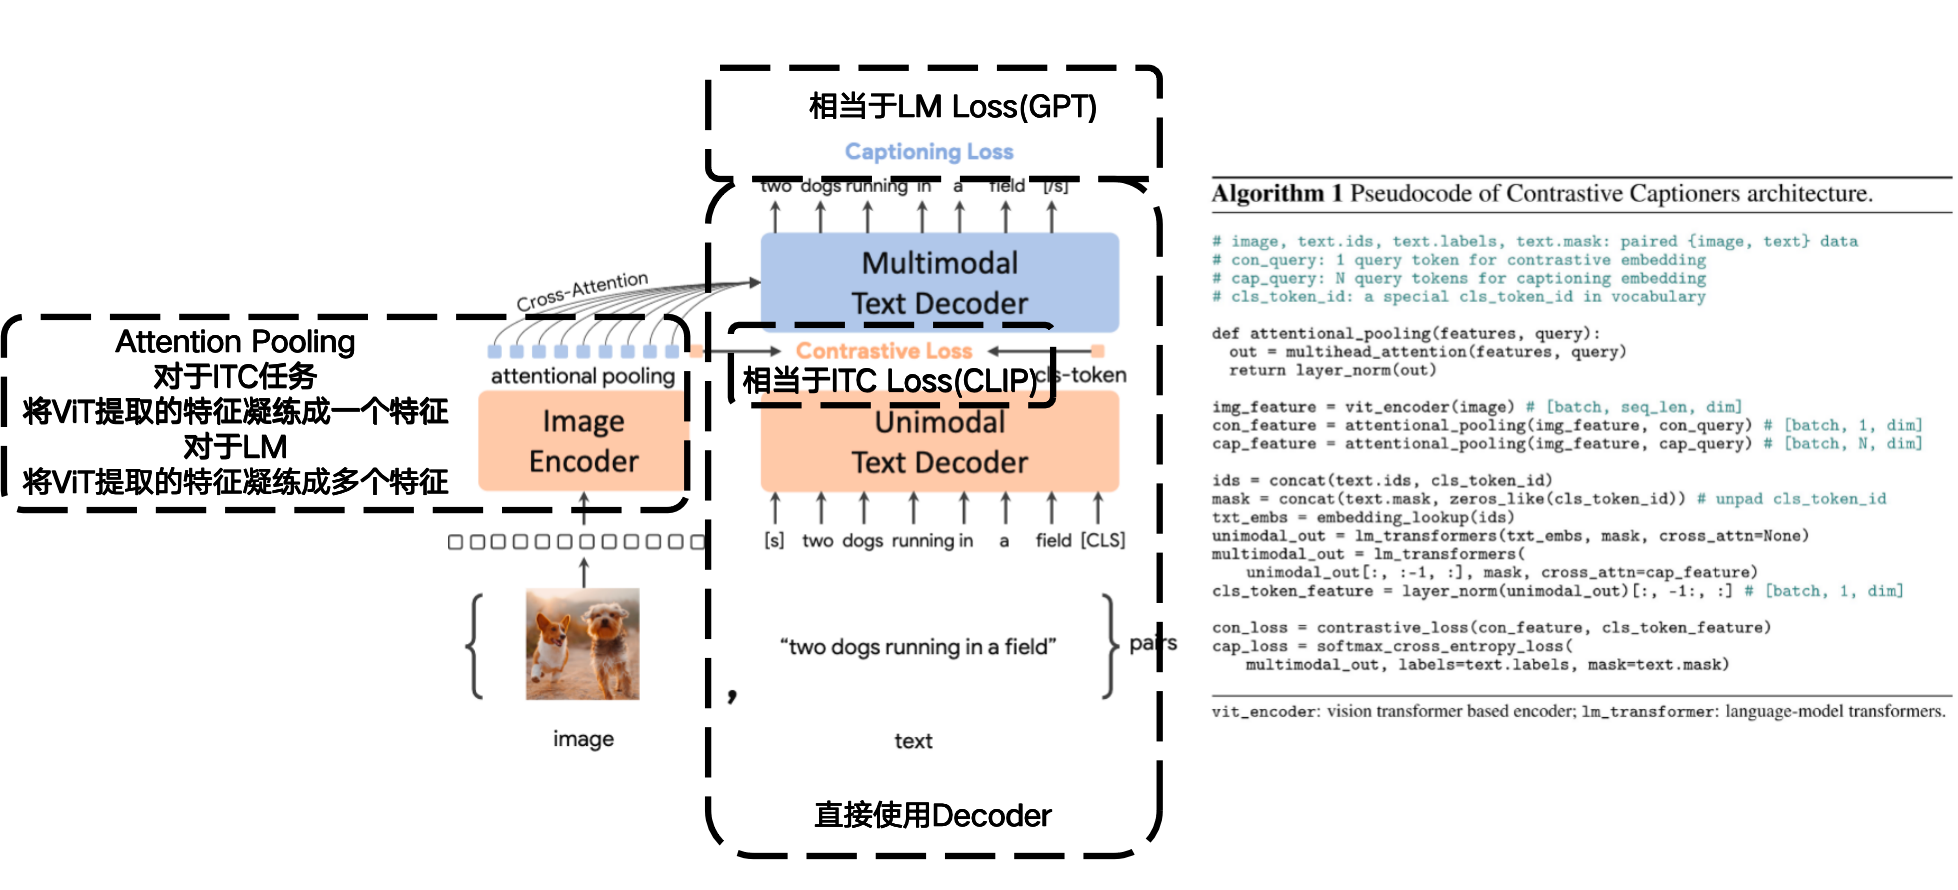 相当于LM Loss(GPT)
Captioning Loss
two dogs running in a field [/s]
Multimodal
Text Decoder
Cross-Attention
Attention Pooling
对于ITC任务
将ViT提取的特征凝练成一个特征
对于LM
将ViT提取的特征凝练成多个特征
attentional pooling
Contrastive Loss
相当于ITC Loss(CLIP)
cls-token
Image
Encoder
Unimodal
Text Decoder
[s] two dogs running in a field [CLS]
“two dogs running in a field”
pairs
,
image
text
直接使用Decoder
Algorithm 1 Pseudocode of Contrastive Captioners architecture.
# image, text.ids, text.labels, text.mask: paired {image, text} data
# con_query: 1 query token for contrastive embedding
# cap_query: N query tokens for captioning embedding
# cls_token_id: a special cls_token_id in vocabulary
def attentional_pooling(features, query):
out = multihead_attention(features, query)
return layer_norm(out)
img_feature = vit_encoder(image) # [batch, seq_len, dim]
con_feature = attentional_pooling(img_feature, con_query) # [batch, 1, dim]
cap_feature = attentional_pooling(img_feature, cap_query) # [batch, N, dim]
ids = concat(text.ids, cls_token_id)
mask = concat(text.mask, zeros_like(cls_token_id)) # unpad cls_token_id
txt_embs = embedding_lookup(ids)
unimodal_out = lm_transformers(txt_embs, mask, cross_attn=None)
multimodal_out = lm_transformers(
unimodal_out[:, :-1, :], mask, cross_attn=cap_feature)
cls_token_feature = layer_norm(unimodal_out)[:, -1:, :] # [batch, 1, dim]
con_loss = contrastive_loss(con_feature, cls_token_feature)
cap_loss = softmax_cross_entropy_loss(
multimodal_out, labels=text.labels, mask=text.mask)
vit_encoder: vision transformer based encoder; lm_transformer: language-model transformers.